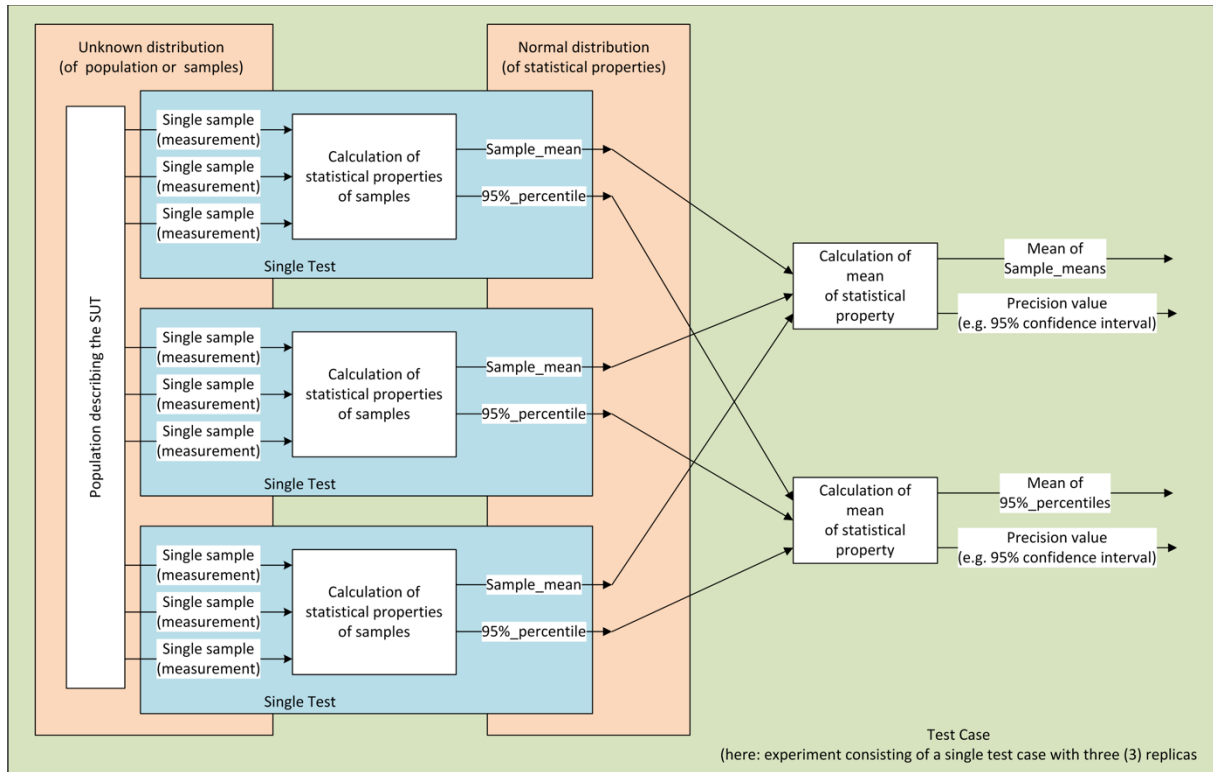 Unknown distribution
(of population or samples)
Normal distribution
(of statistical properties)
Population describing the SUT
Single sample
(measurement)
Single sample
(measurement)
Single sample
(measurement)
Calculation of
statistical properties
of samples
Sample_mean
95%_percentile
Single Test
Single sample
(measurement)
Single sample
(measurement)
Single sample
(measurement)
Calculation of
statistical properties
of samples
Sample_mean
95%_percentile
Single Test
Single sample
(measurement)
Single sample
(measurement)
Single sample
(measurement)
Calculation of
statistical properties
of samples
Sample_mean
95%_percentile
Single Test
Calculation of
mean
of statistical
property
Mean of
Sample_means
Precision value
(e.g. 95% confidence interval)
Calculation of
mean
of statistical
property
Mean of
95%_percentiles
Precision value
(e.g. 95% confidence interval)
Test Case
(here: experiment consisting of a single test case with three (3) replicas